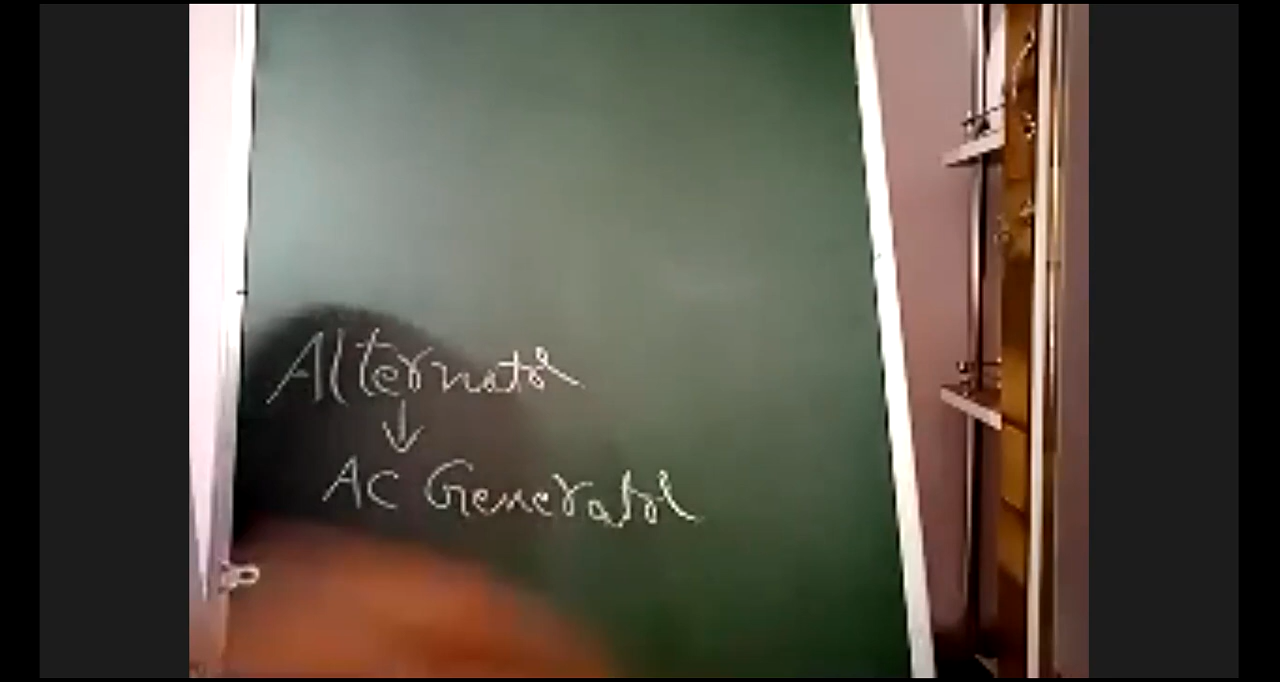 Alternator
↓
AC Generator